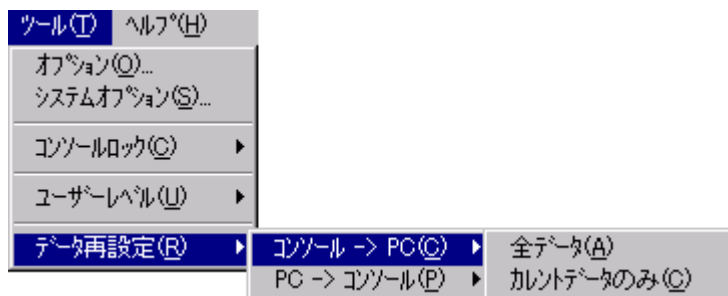 ツール(T) ヘルプ(H)
オプション(O)...
システムオプション(S)...
コンソールロック(C)
ユーザーレベル(U)
データ再設定(R) コンソール -> PC(C) 全データ(A)
PC -> コンソール(P) カレントデータのみ(C)